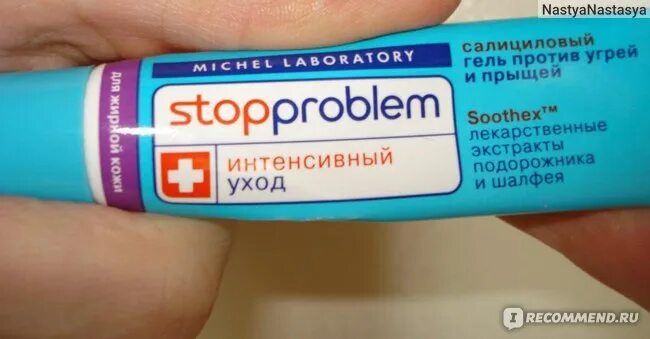 NastyaNastasya
для жирной кожи
MICHEL LABORATORY
stopproblem
интенсивный
уход
салициловый
гель против угрей
и прыщей
Soothex™
лекарственные
экстракты
подорожника
и шалфея
I RECOMMEND.RU